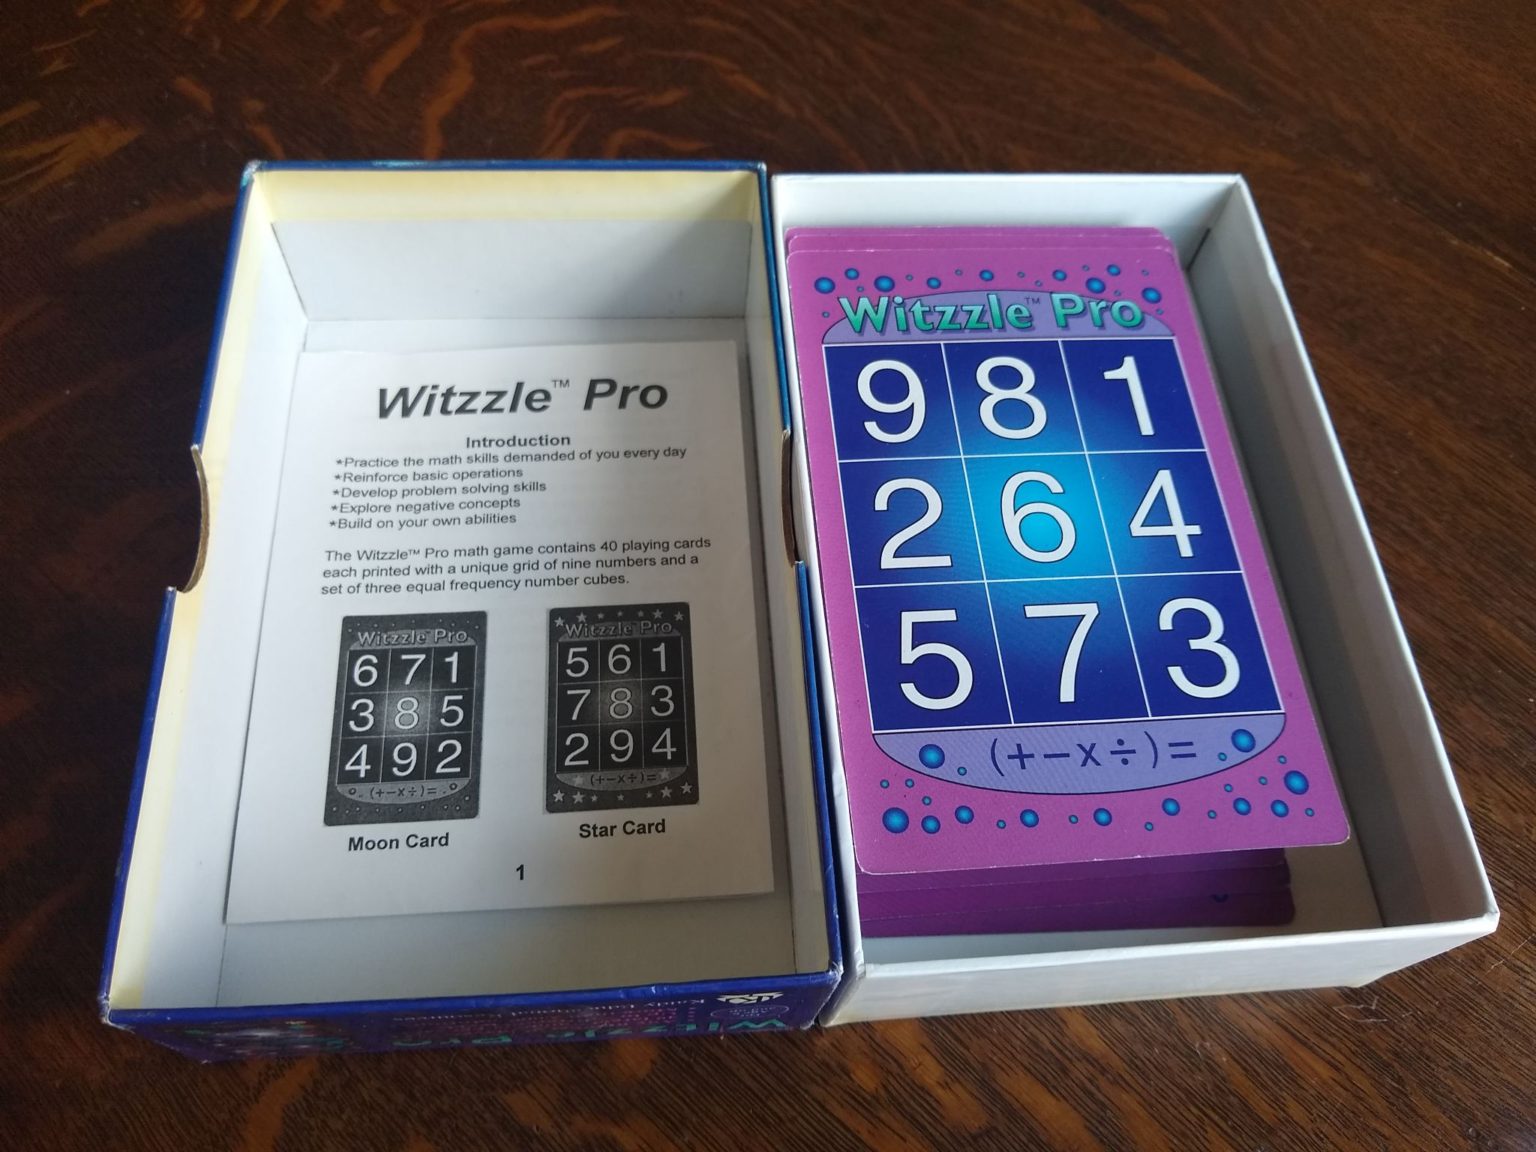 Witzzle™ Pro
Introduction
*Practice the math skills demanded of you every day
*Reinforce basic operations
*Develop problem solving skills
*Explore negative concepts
*Build on your own abilities
The Witzzle™ Pro math game contains 40 playing cards
each printed with a unique grid of nine numbers and a
set of three equal frequency number cubes.
Witzzle™ Pro
6 7 1
3 8 5
4 9 2
(+-x÷)=
Moon Card
Witzzle™ Pro
5 6 1
7 8 3
2 9 4
(+-x÷)=
Star Card
1
Witzzle™ Pro
9 8 1
2 6 4
5 7 3
(+-x÷)=
Witzzle Pro